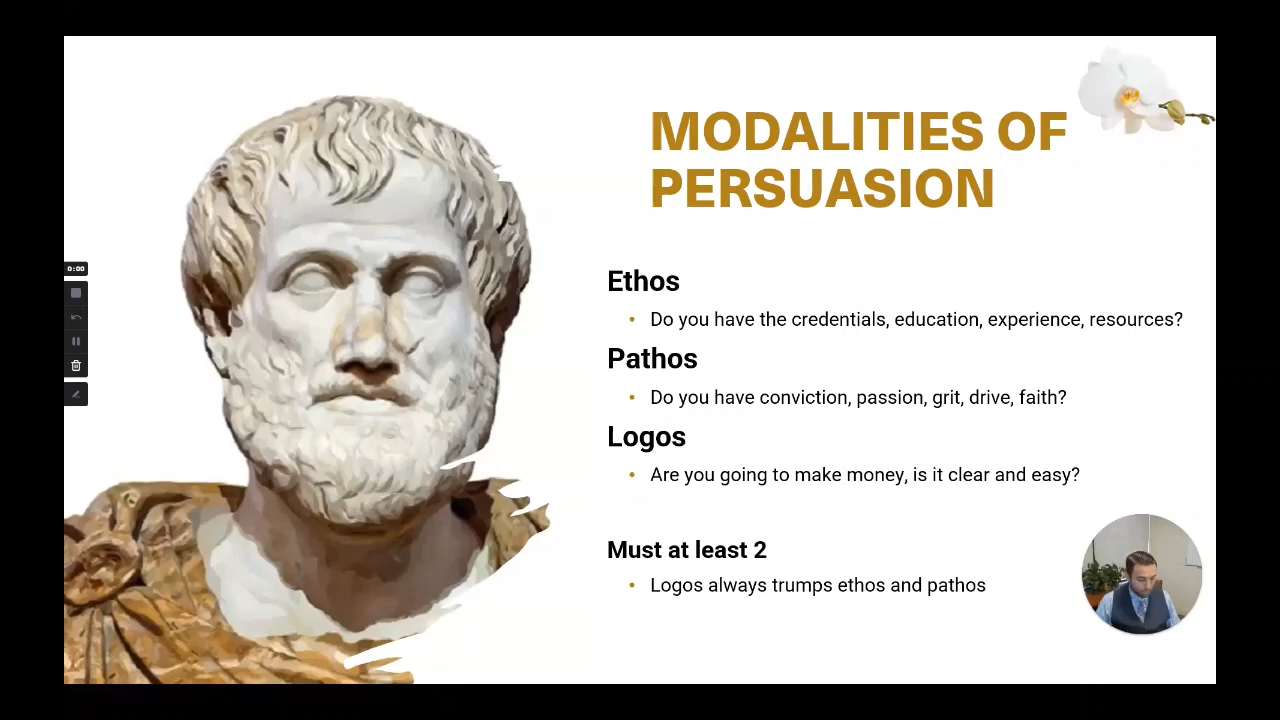 MODALITIES OF
PERSUASION
0:00
Ethos
• Do you have the credentials, education, experience, resources?
Pathos
• Do you have conviction, passion, grit, drive, faith?
Logos
• Are you going to make money, is it clear and easy?
Must at least 2
• Logos always trumps ethos and pathos